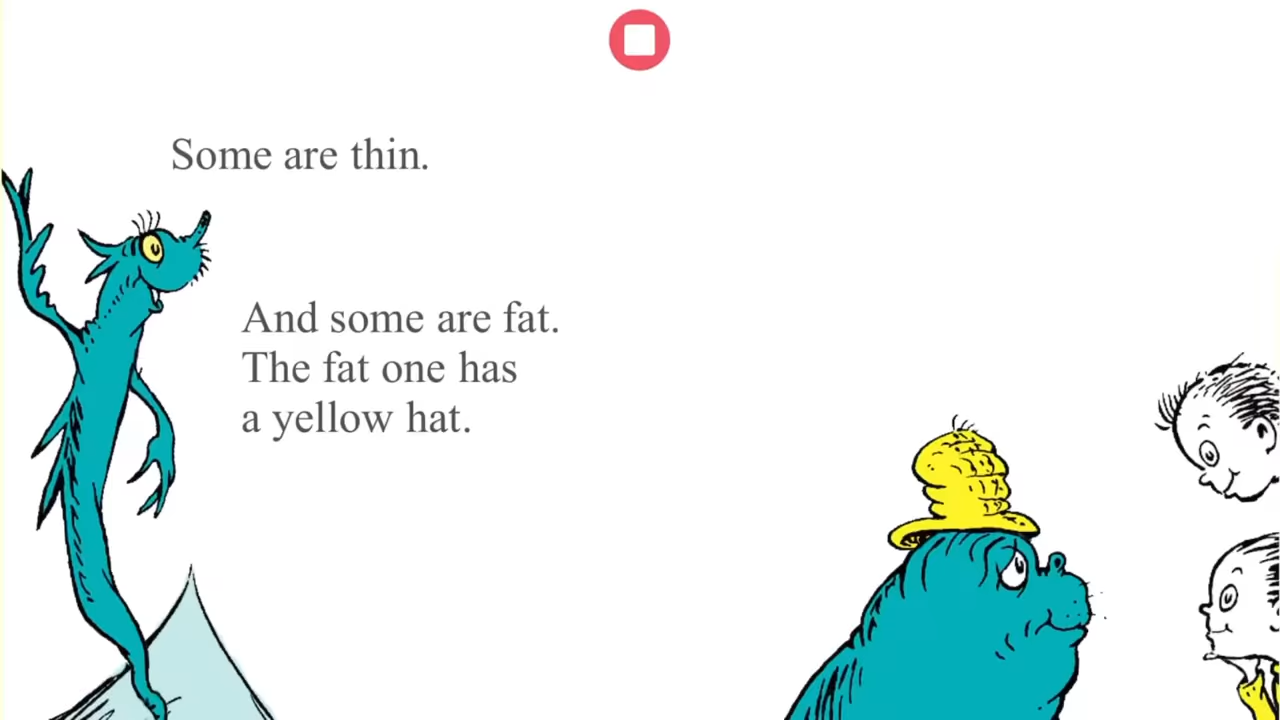 Some are thin.
And some are fat.
The fat one has
a yellow hat.